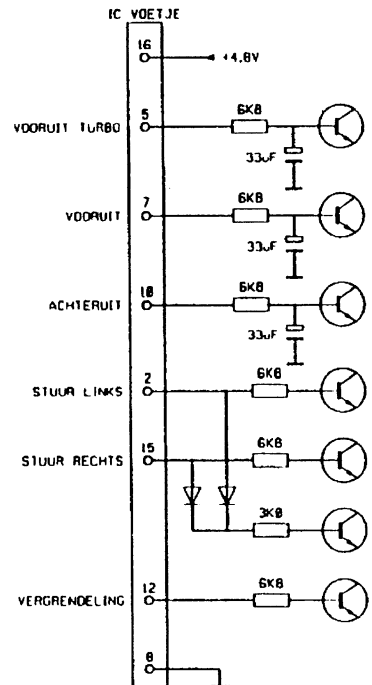 IC VOETJE
16
+4.8V
5
6K8
VOORUIT TURBO
33uF
7
6K8
VOORUIT
33uF
10
6K8
ACHTERUIT
33uF
2
6K8
STUUR LINKS
15
6K8
STUUR RECHTS
3K0
12
6K8
VERGRENDELING
8